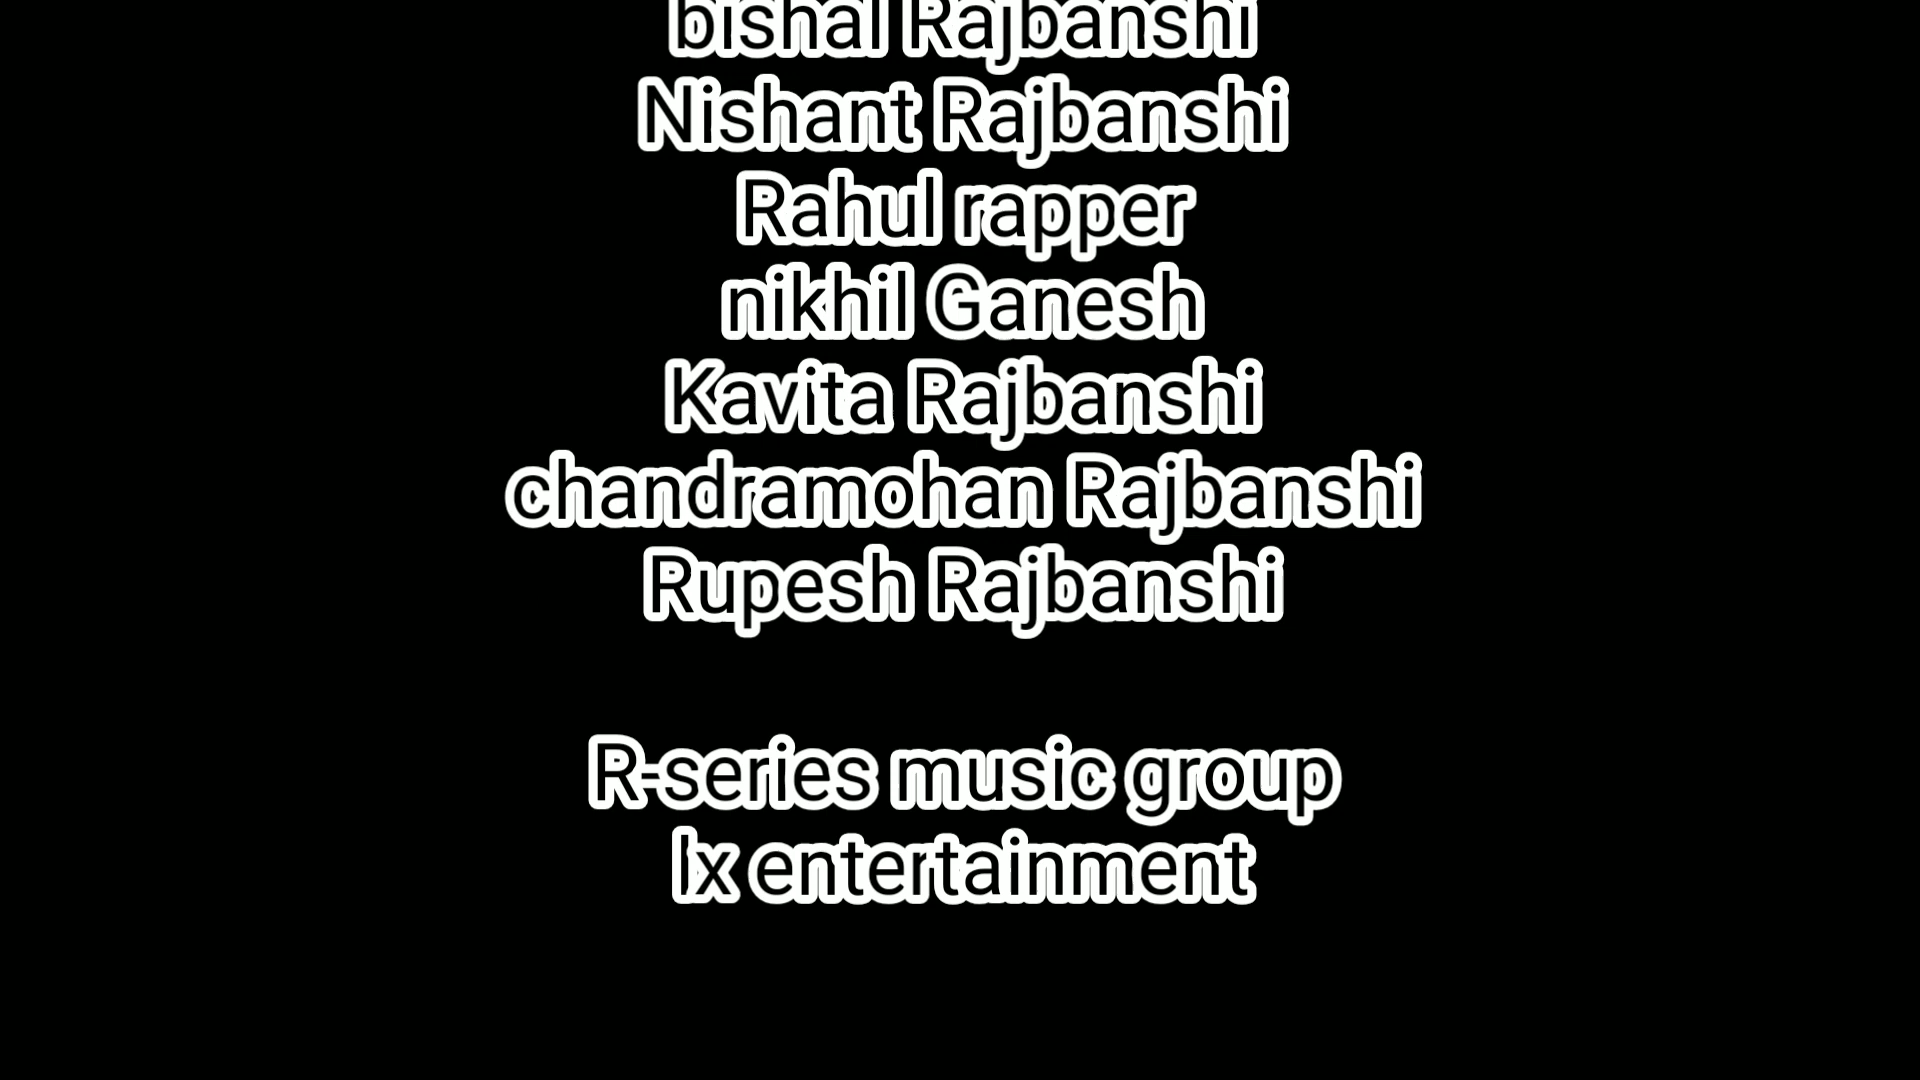 bishal Rajbanshi
Nishant Rajbanshi
Rahul rapper
nikhil Ganesh
Kavita Rajbanshi
chandramohan Rajbanshi
Rupesh Rajbanshi
R-series music group
lx entertainment